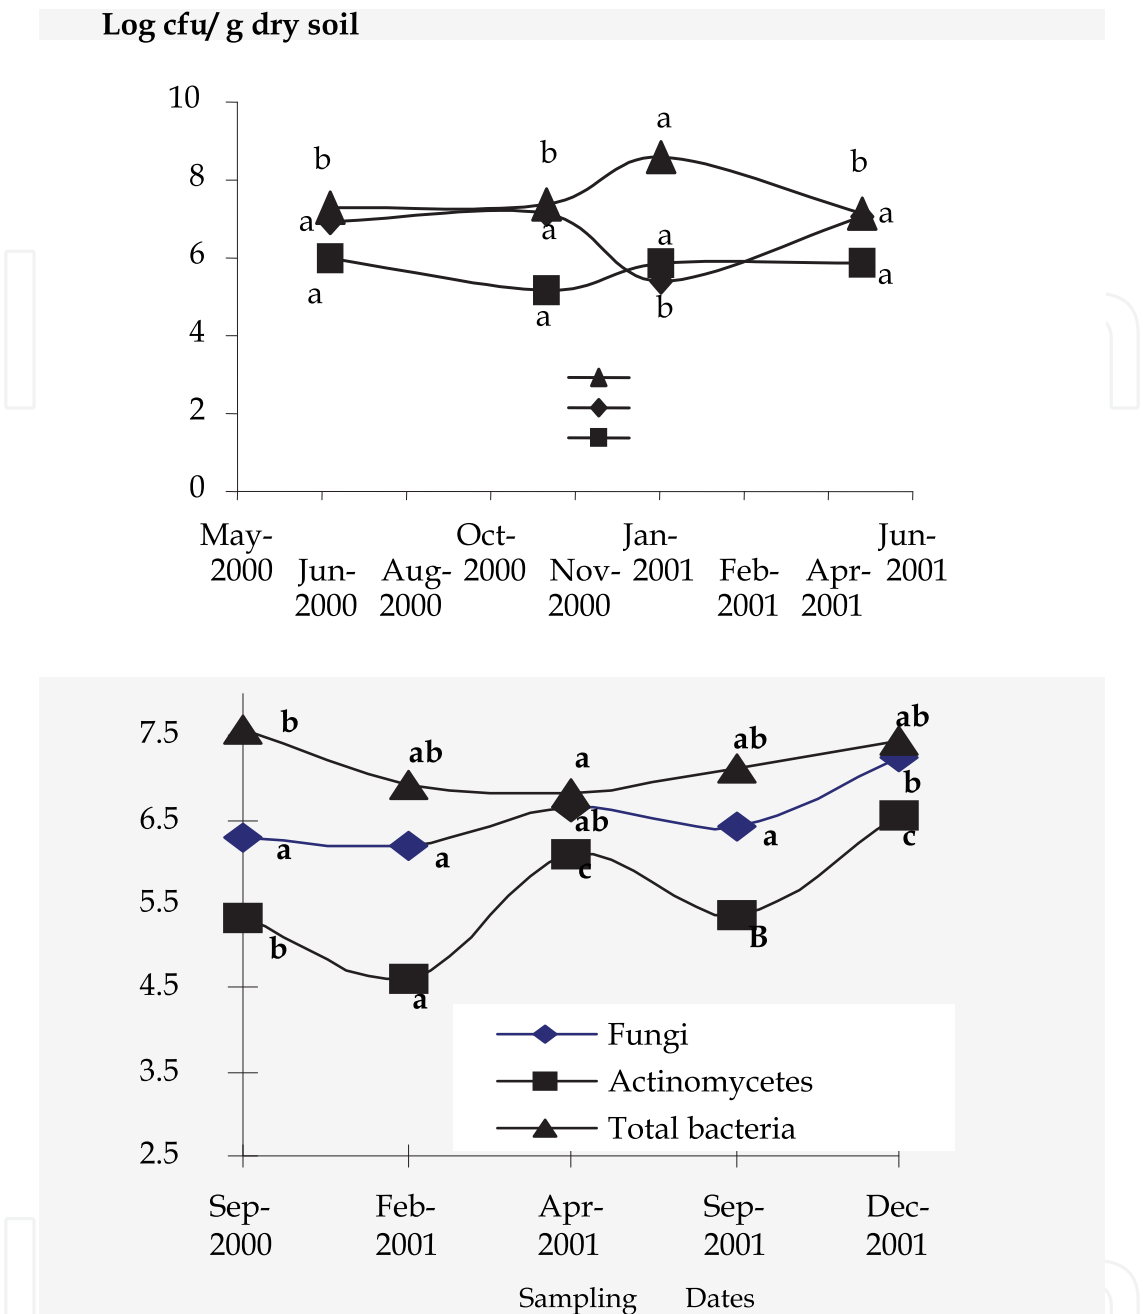 Log cfu/ g dry soil
10
a
b
b
b
8
a
a
a
a
6
a
a
b
a
4
2
0
May-
2000
Jun-
2000
Aug-
2000
Oct-
2000
Nov-
2000
Jan-
2001
Feb-
2001
Apr-
2001
Jun-
2001
7.5
b
ab
a
ab
ab
6.5
a
a
ab
a
b
c
c
5.5
b
B
4.5
a
3.5
2.5
Fungi
Actinomycetes
Total bacteria
Sep-
2000
Feb-
2001
Apr-
2001
Sep-
2001
Dec-
2001
Sampling Dates